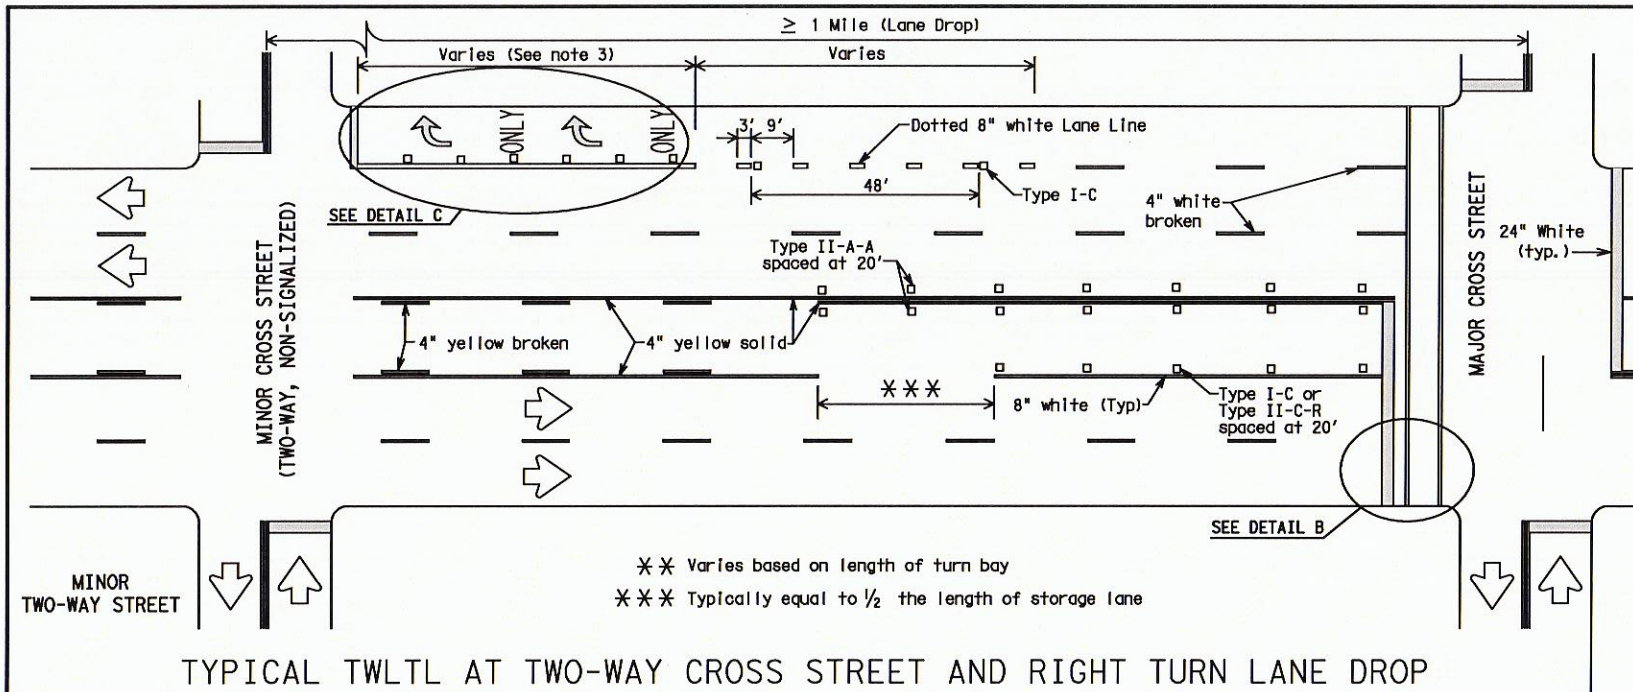 ≥ 1 Mile (Lane Drop)
Varies (See note 3)
Varies
ONLY
ONLY
3'
9'
Dotted 8" white Lane Line
48'
Type I-C
SEE DETAIL C
4" white
broken
MINOR CROSS STREET
(TWO-WAY, NON-SIGNALIZED)
Type II-A-A
spaced at 20'
MAJOR CROSS STREET
24" White
(typ.)
4" yellow broken
4" yellow solid
***
8" white (Typ)
Type I-C or
Type II-C-R
spaced at 20'
SEE DETAIL B
MINOR
TWO-WAY STREET
** Varies based on length of turn bay
*** Typically equal to 1/2 the length of storage lane
TYPICAL TWLTL AT TWO-WAY CROSS STREET AND RIGHT TURN LANE DROP